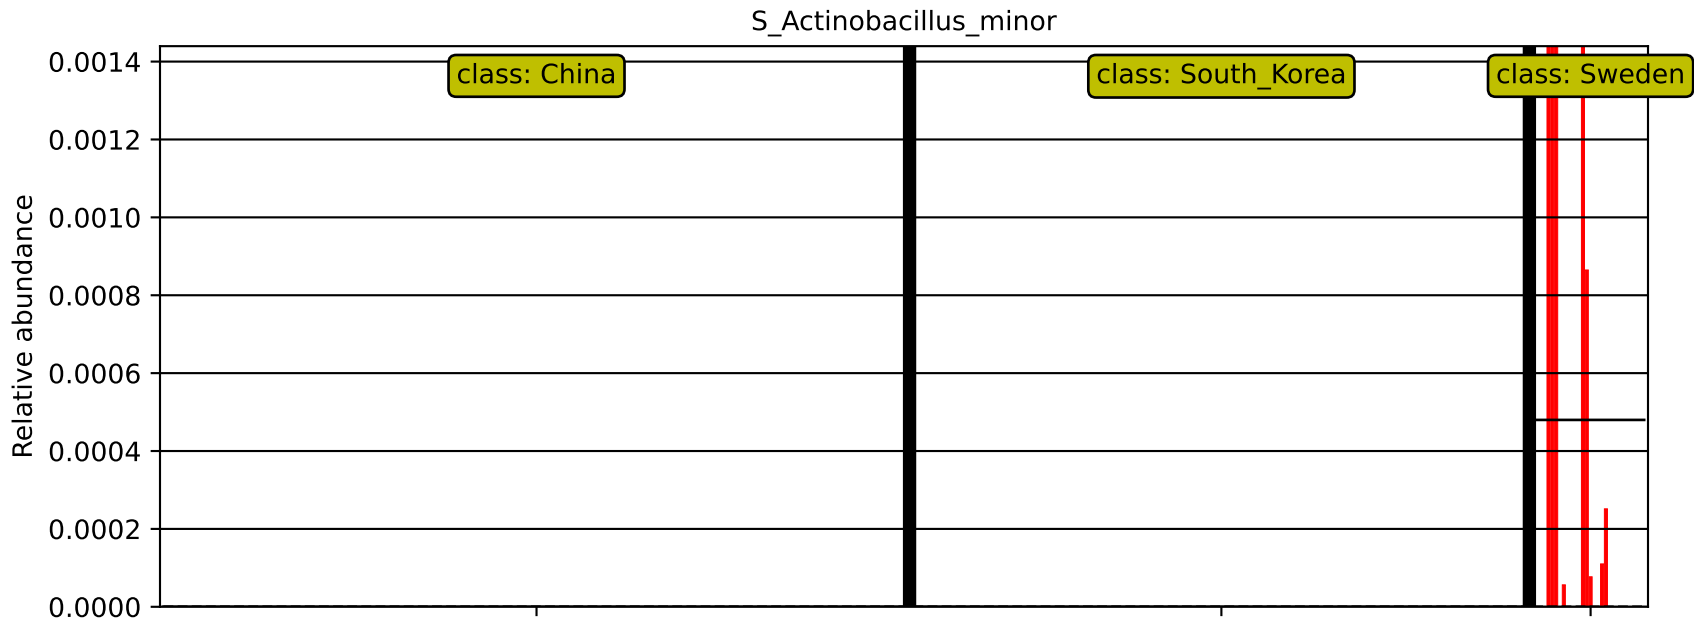 S_Actinobacillus_minor
class: China
class: South_Korea
class: Sweden
Relative abundance
0.0014
0.0012
0.0010
0.0008
0.0006
0.0004
0.0002
0.0000